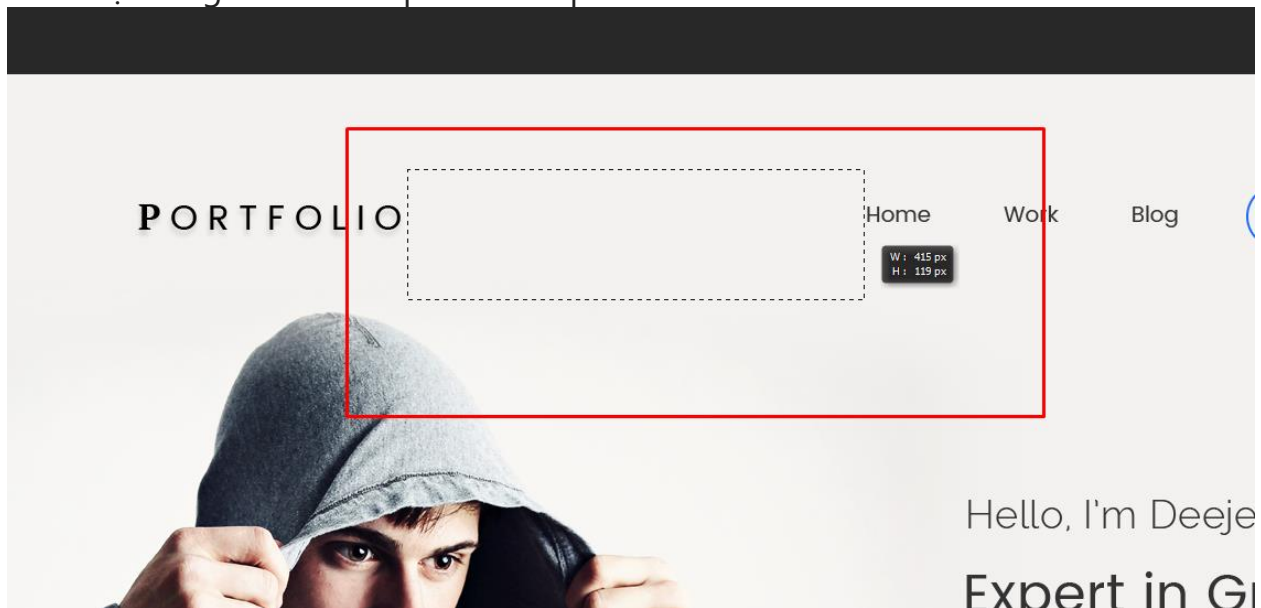 PORTFOLIO Home Work Blog
W : 415 px
H : 119 px
Hello, I'm Deeje
Expert in Gr